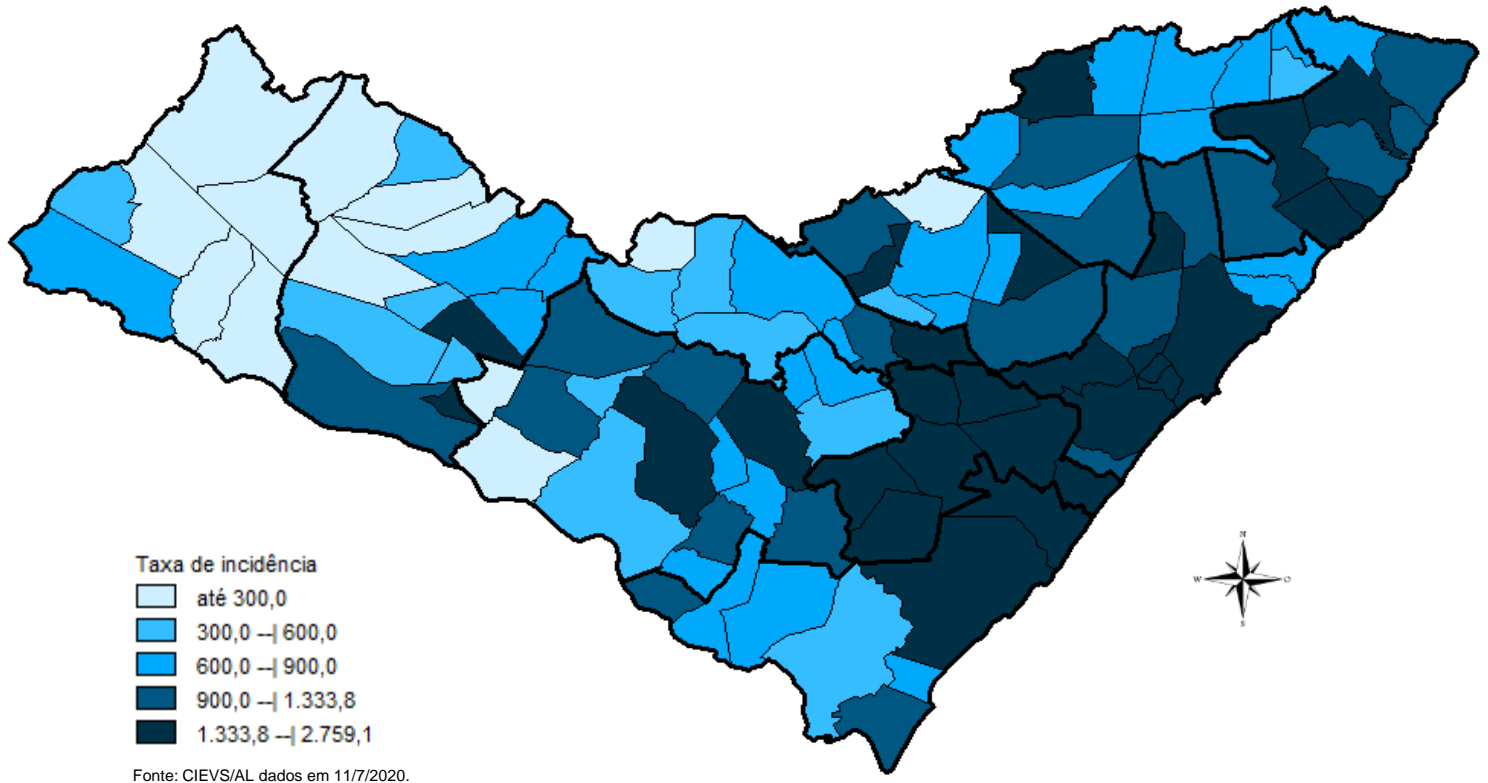 N
W
O
S
Taxa de incidência
até 300,0
300,0 --| 600,0
600,0 --| 900,0
900,0 --| 1.333,8
1.333,8 --| 2.759,1
Fonte: CIEVS/AL dados em 11/7/2020.